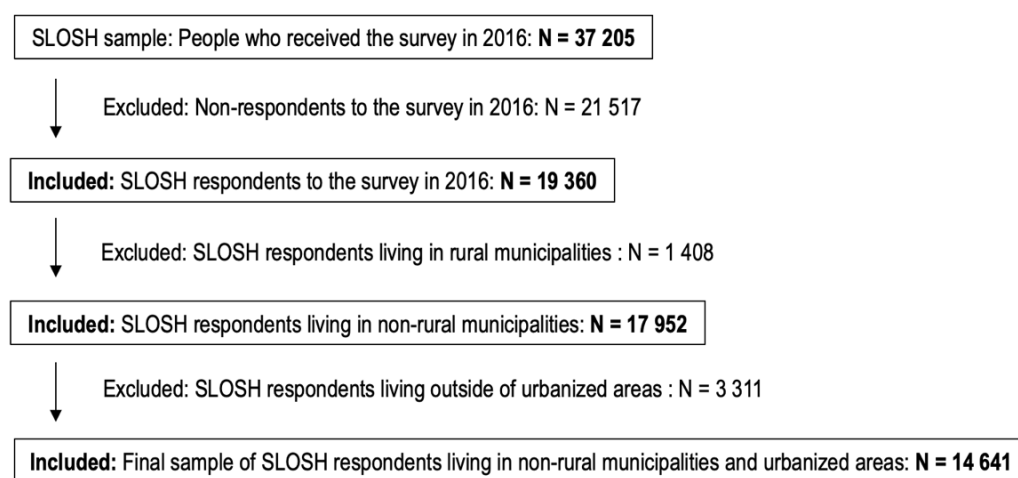 SLOSH sample: People who received the survey in 2016: N = 37 205
Excluded: Non-respondents to the survey in 2016: N = 21 517
Included: SLOSH respondents to the survey in 2016: N = 19 360
Excluded: SLOSH respondents living in rural municipalities : N = 1 408
Included: SLOSH respondents living in non-rural municipalities: N = 17 952
Excluded: SLOSH respondents living outside of urbanized areas : N = 3 311
Included: Final sample of SLOSH respondents living in non-rural municipalities and urbanized areas: N = 14 641